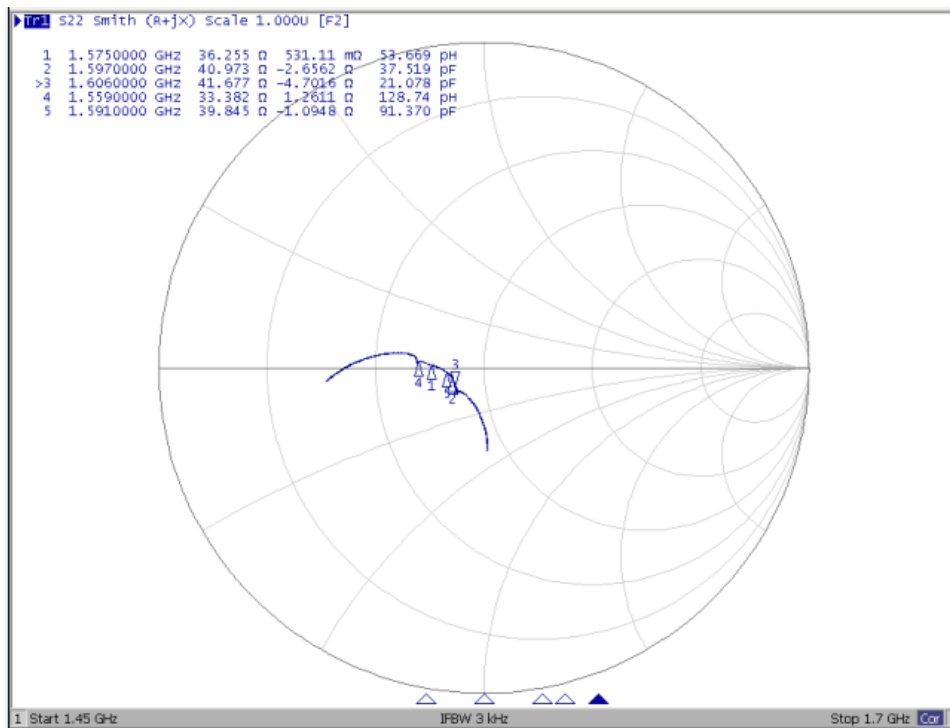 Tr1 S22 Smith (R+jX) Scale 1.000U [F2]
1 1.5750000 GHz 36.255 Ω 531.11 mΩ 53.669 pH
2 1.5970000 GHz 40.973 Ω -2.6562 Ω 37.519 pF
>3 1.6060000 GHz 41.677 Ω -4.7016 Ω 21.078 pF
4 1.5590000 GHz 33.382 Ω 1.2611 Ω 128.74 pH
5 1.5910000 GHz 39.845 Ω -1.0948 Ω 91.370 pF
3
4 1 5
2
1 Start 1.45 GHz IFBW 3 kHz Stop 1.7 GHz Cor